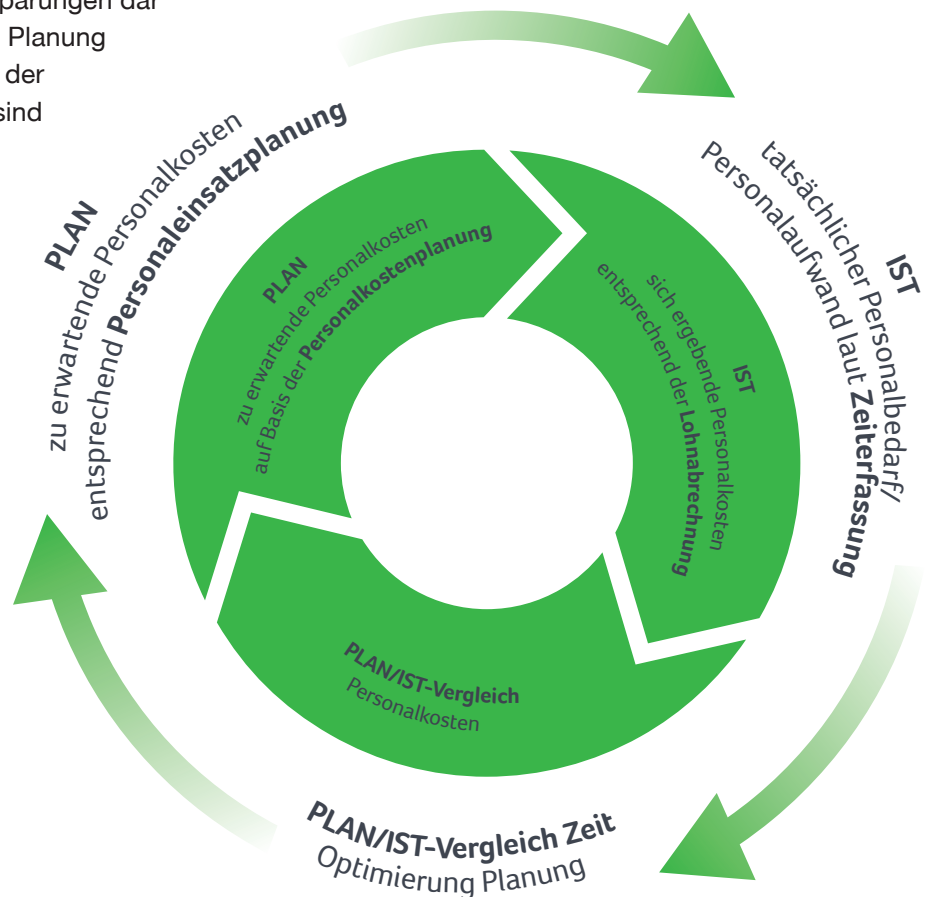 parungen dar
Planung
der
sind
PLAN
zu erwartende Personalkosten
entsprechend Personaleinsatzplanung
IST
tatsächlicher Personalbedarf/
Personalaufwand laut Zeiterfassung
PLAN
zu erwartende Personalkosten
auf Basis der Personalkostenplanung
IST
sich ergebende Personalkosten
entsprechend der Lohnabrechnung
PLAN/IST-Vergleich
Personalkosten
PLAN/IST-Vergleich Zeit
Optimierung Planung